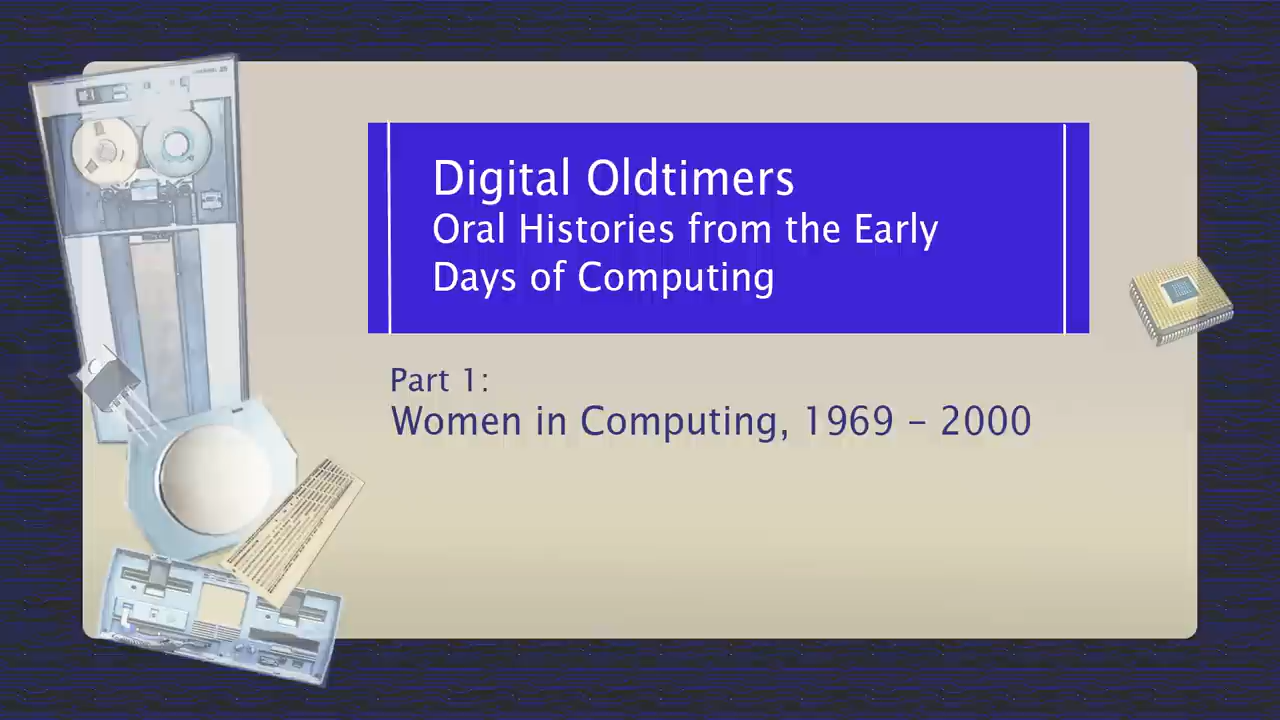 Digital Oldtimers
Oral Histories from the Early
Days of Computing
Part 1:
Women in Computing, 1969 – 2000